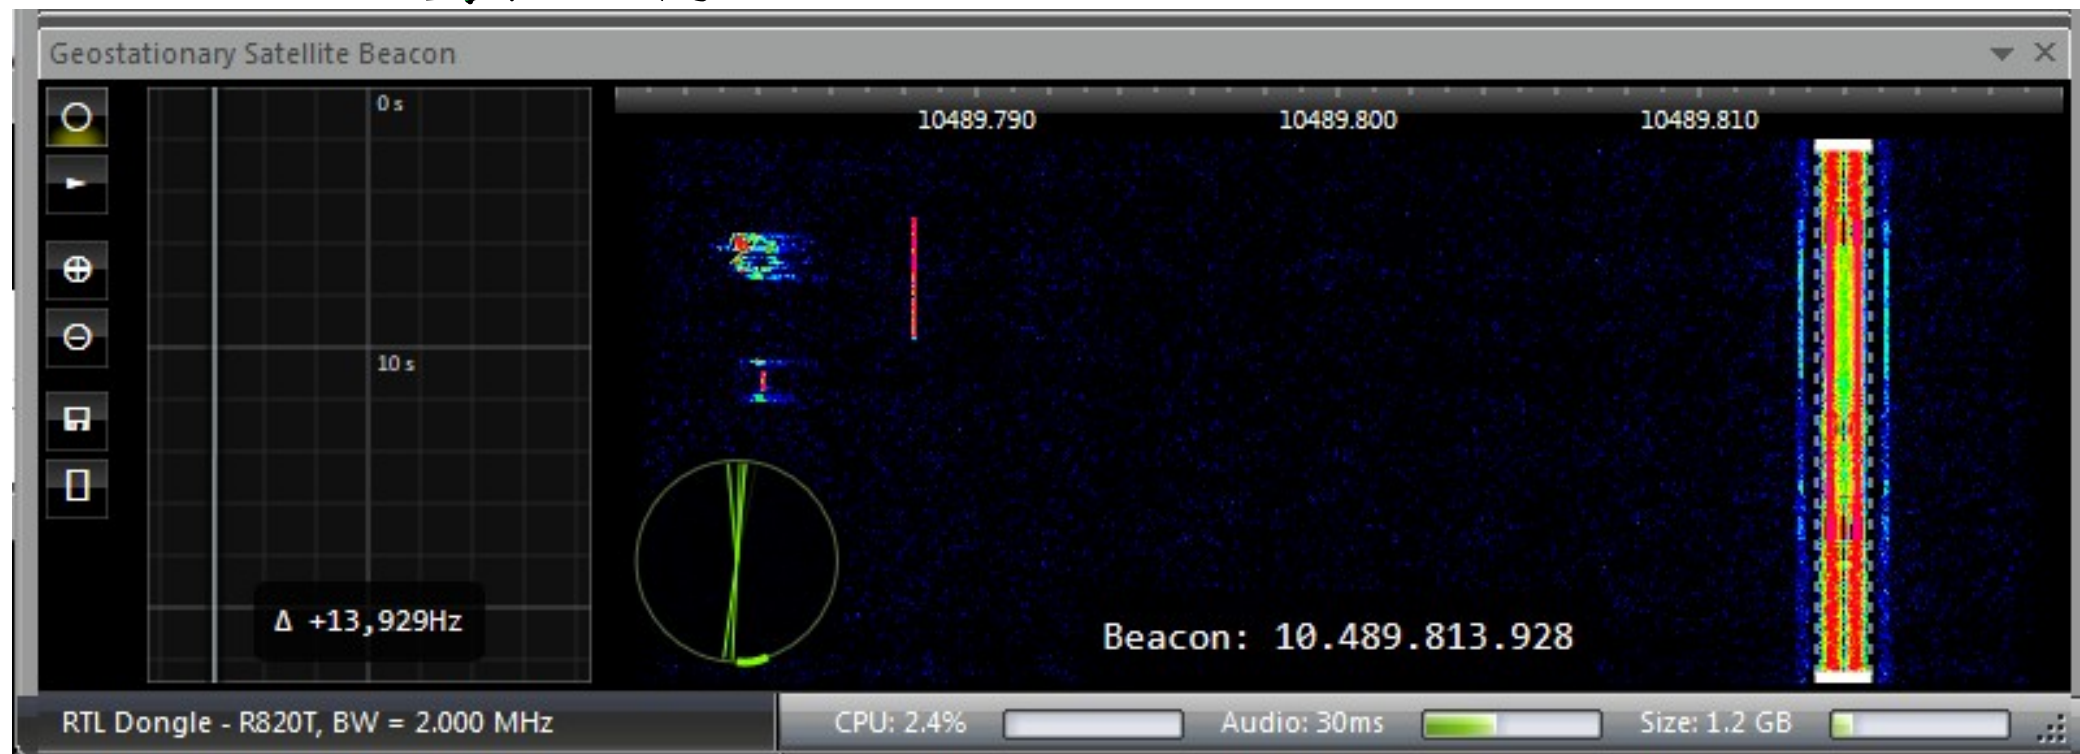 Geostationary Satellite Beacon
0 s
10489.790 10489.800 10489.810
10 s
Δ +13,929Hz
Beacon: 10.489.813.928
RTL Dongle - R820T, BW = 2.000 MHz
CPU: 2.4%
Audio: 30ms
Size: 1.2 GB